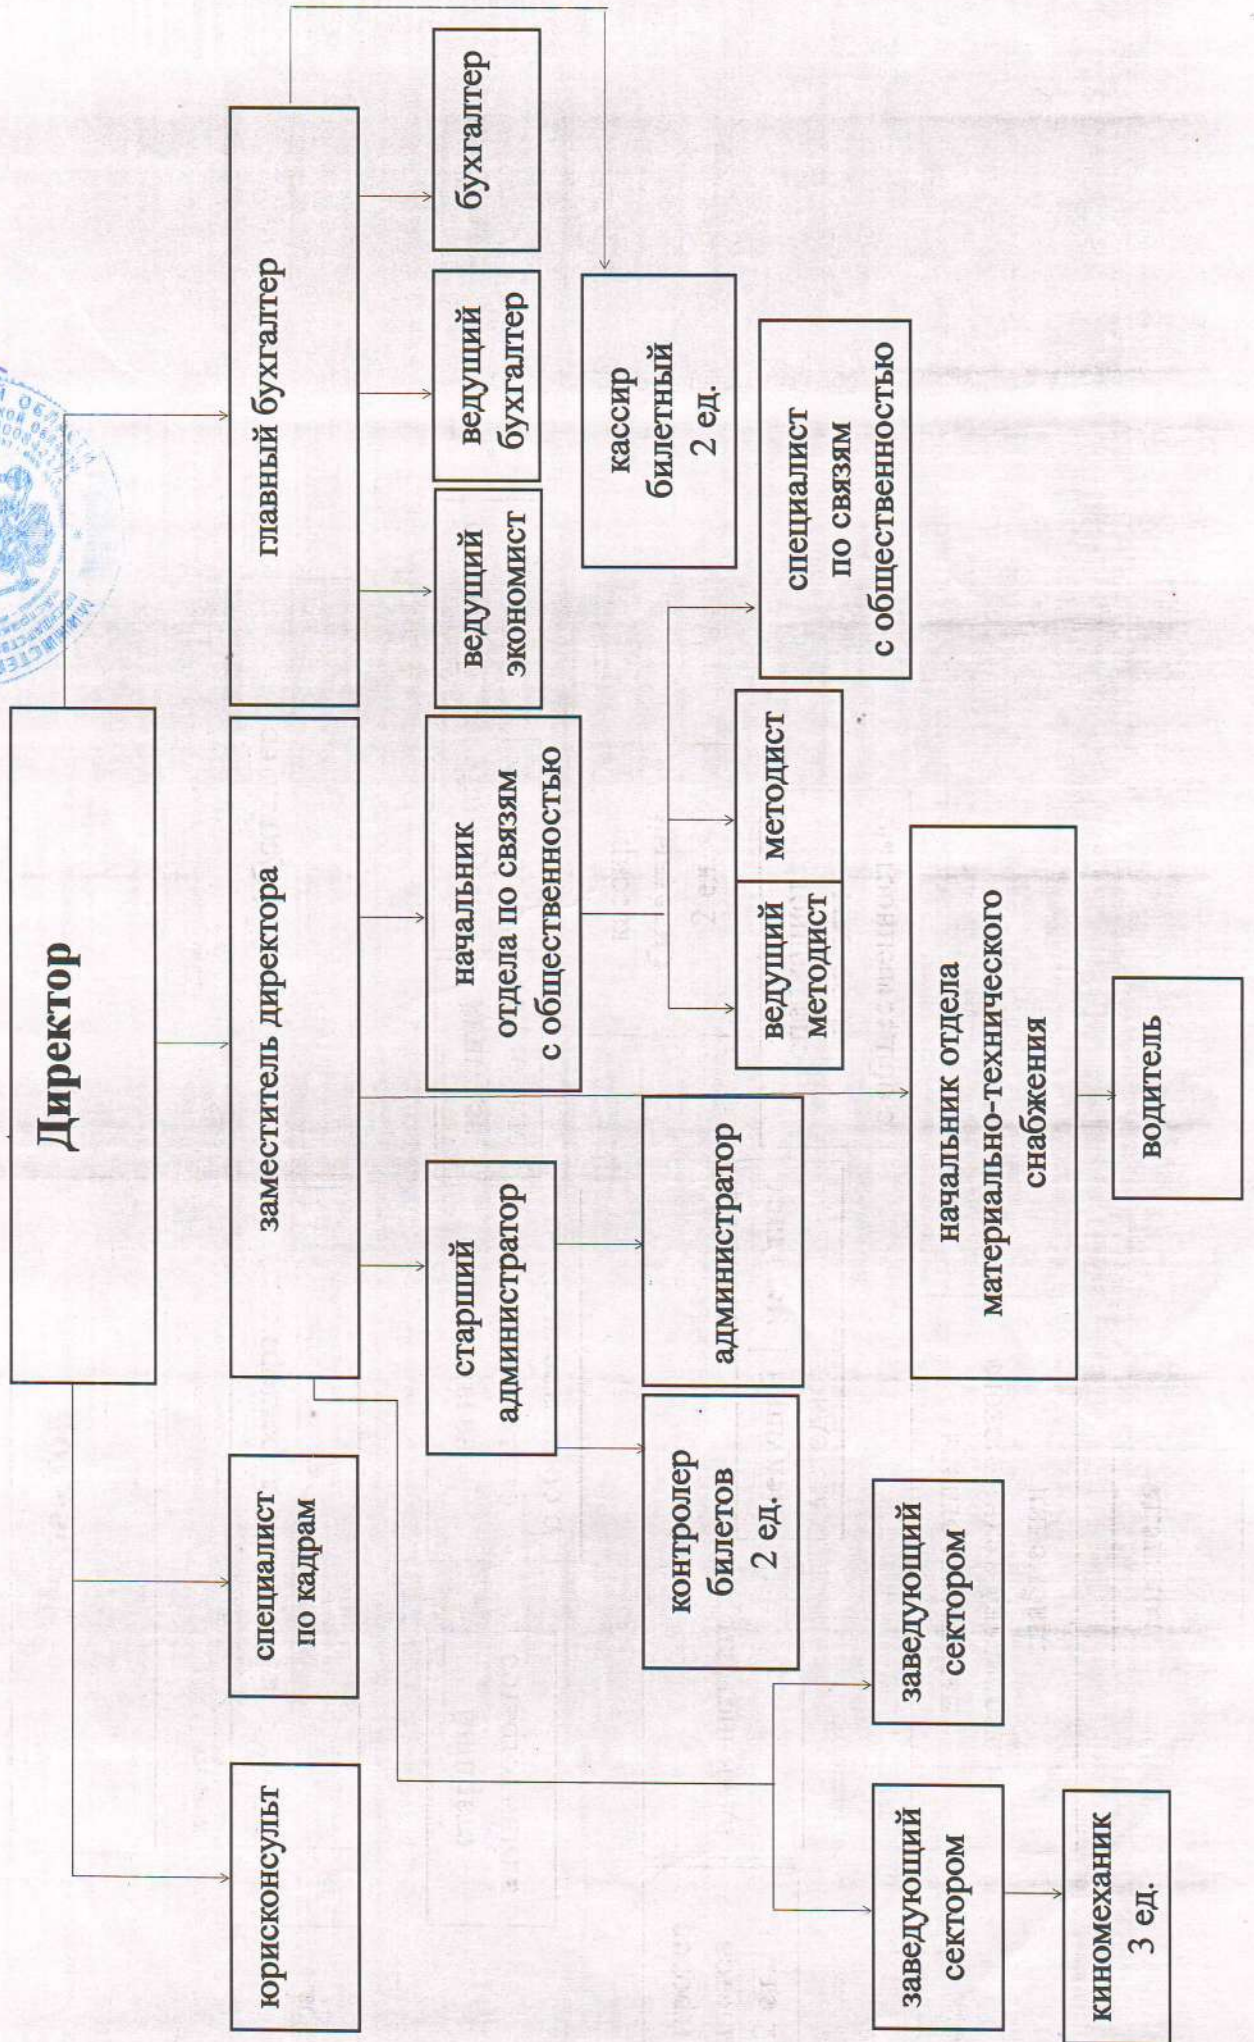 Директор
юрисконсульт
специалист
по кадрам
заместитель директора
главный бухгалтер
старший
администратор
начальник
отдела по связям
с общественностью
ведущий
экономист
ведущий
бухгалтер
бухгалтер
контролер
билетов
2 ед.
администратор
кассир
билетный
2 ед.
ведущий
методист
методист
специалист
по связям
с общественностью
заведующий
сектором
заведующий
сектором
начальник отдела
материально-технического
снабжения
киномеханик
3 ед.
водитель